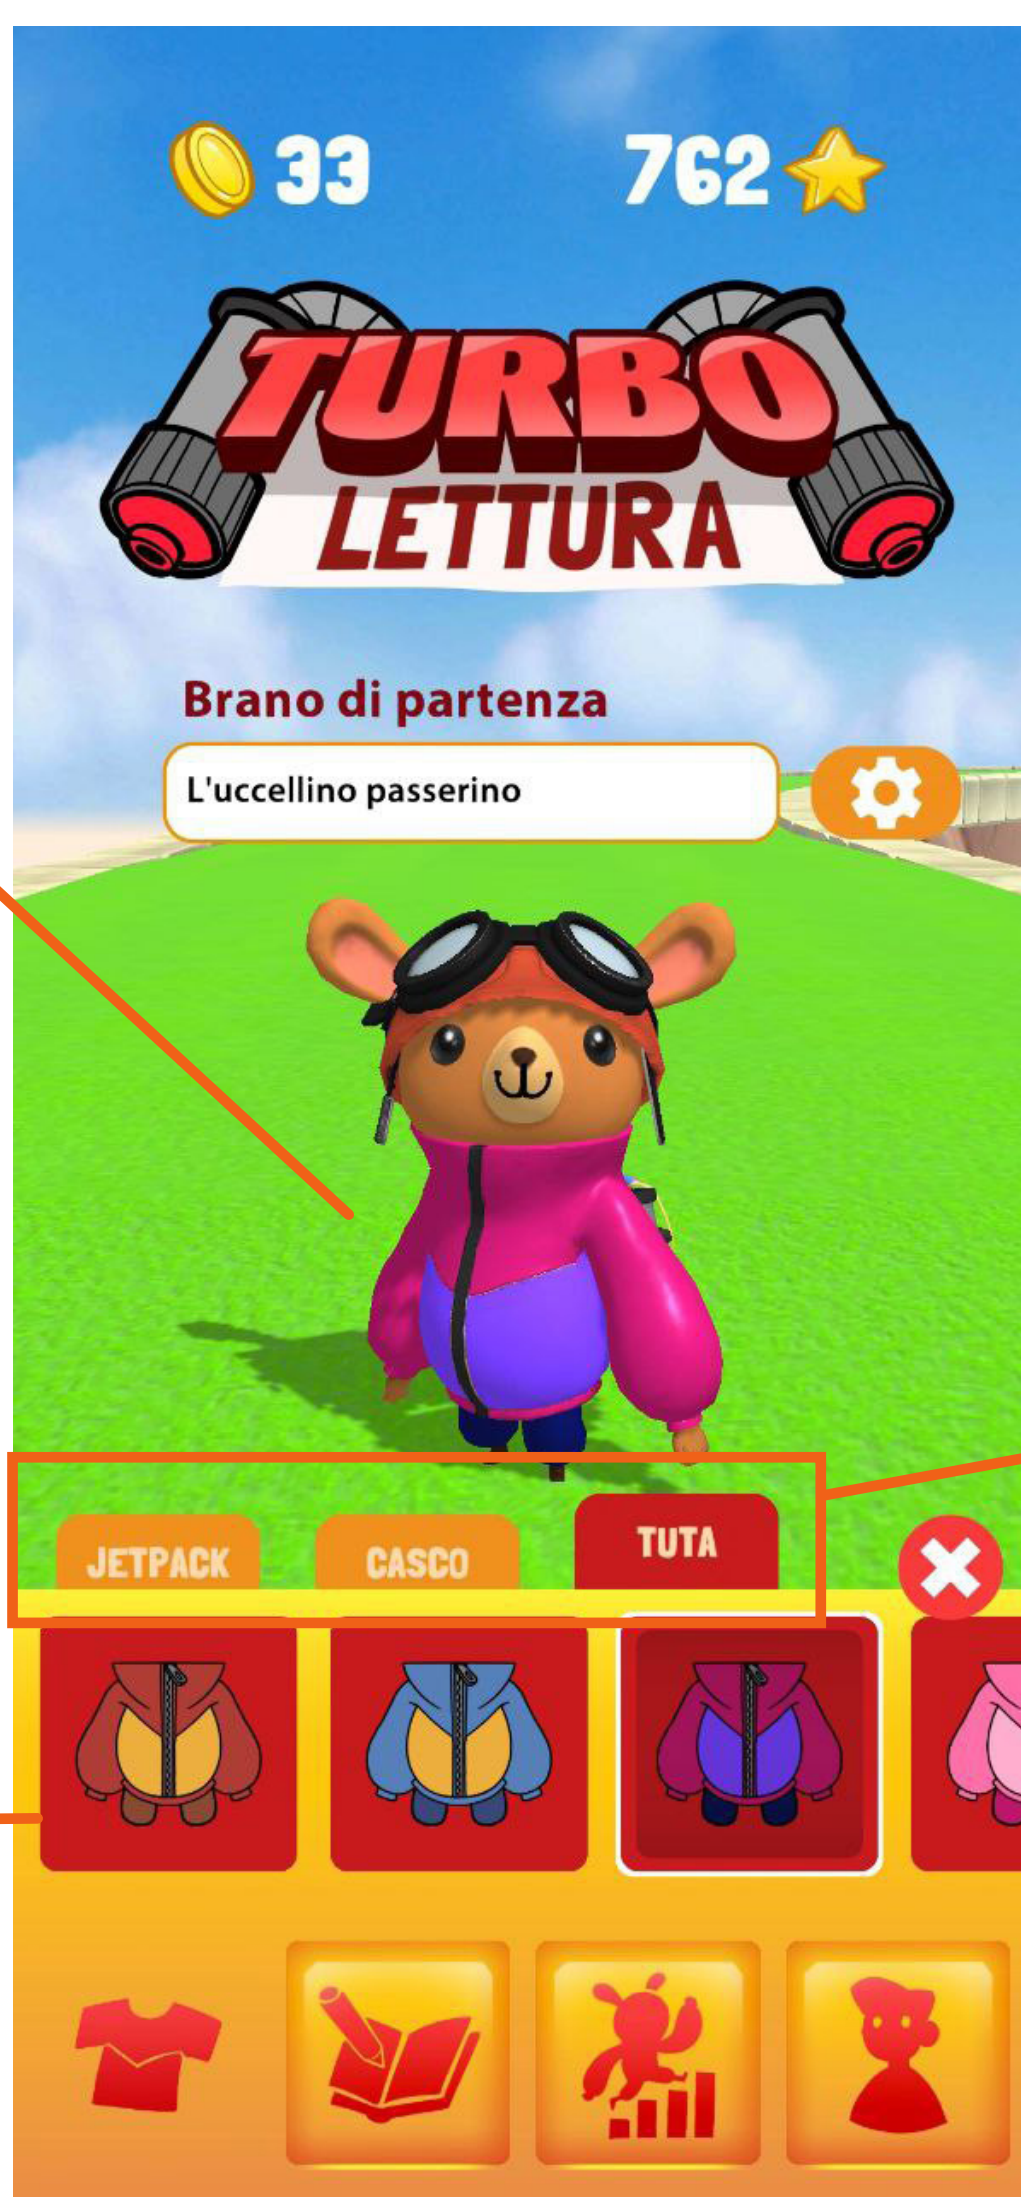 33
762
TURBO
LETTURA
Brano di partenza
L'uccellino passerino
JETPACK
CASCO
TUTA